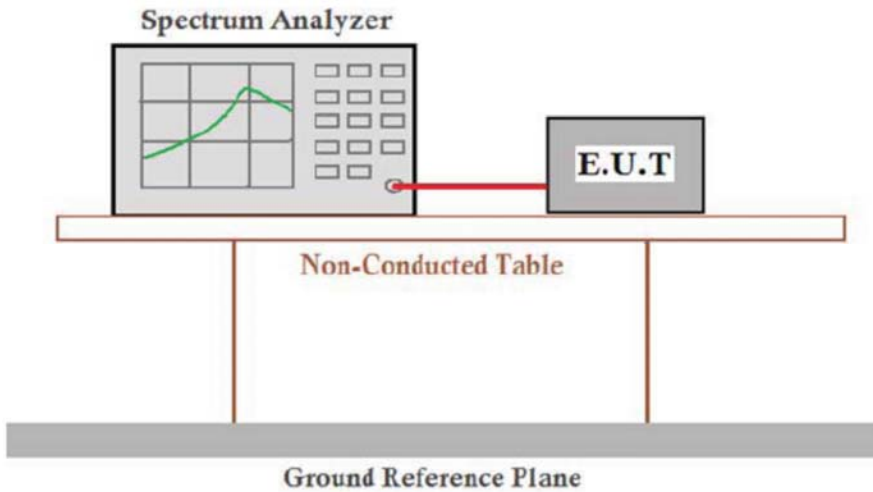 Spectrum Analyzer
E.U.T
Non-Conducted Table
Ground Reference Plane